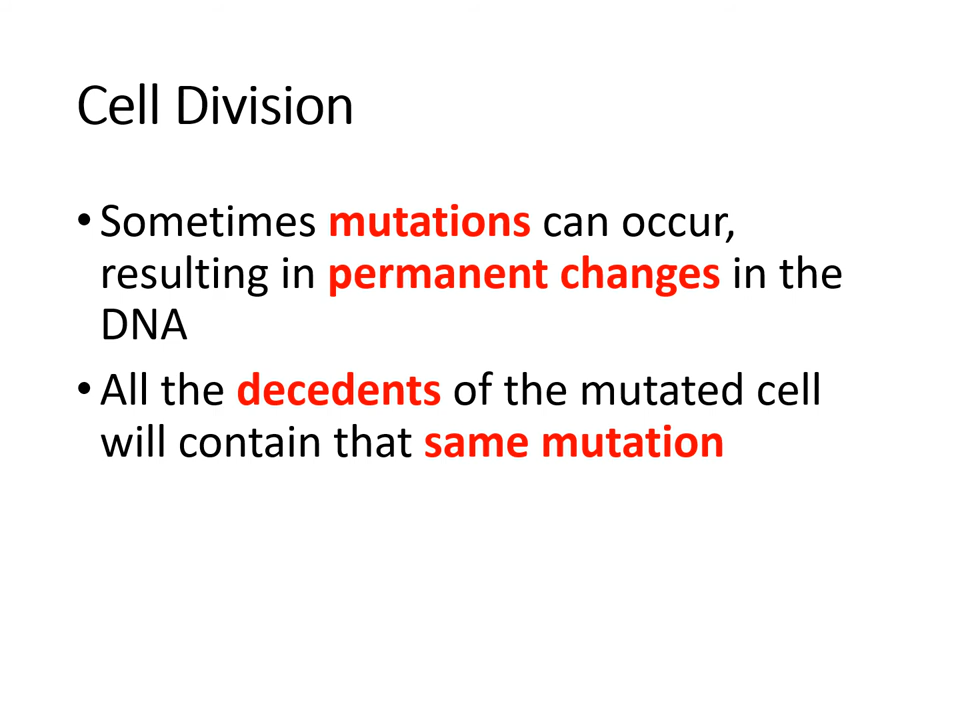 Cell Division
• Sometimes mutations can occur,
resulting in permanent changes in the
DNA
• All the decedents of the mutated cell
will contain that same mutation